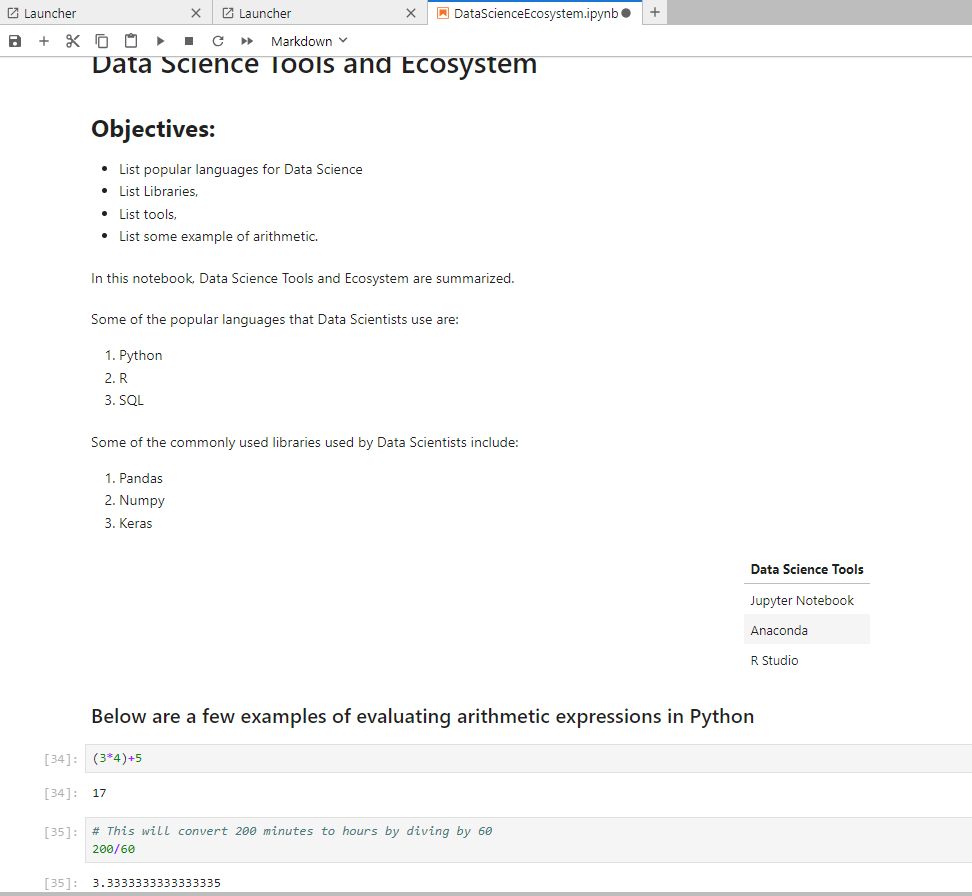 Launcher
Launcher
DataScienceEcosystem.ipynb
Markdown
Data Science Tools and Ecosystem
Objectives:
List popular languages for Data Science
List Libraries,
List tools,
List some example of arithmetic.
In this notebook, Data Science Tools and Ecosystem are summarized.
Some of the popular languages that Data Scientists use are:
1. Python
2. R
3. SQL
Some of the commonly used libraries used by Data Scientists include:
1. Pandas
2. Numpy
3. Keras
Data Science Tools
Jupyter Notebook
Anaconda
R Studio
Below are a few examples of evaluating arithmetic expressions in Python
[34]: (3*4)+5
[34]: 17
[35]: # This will convert 200 minutes to hours by diving by 60
200/60
[35]: 3.3333333333333335